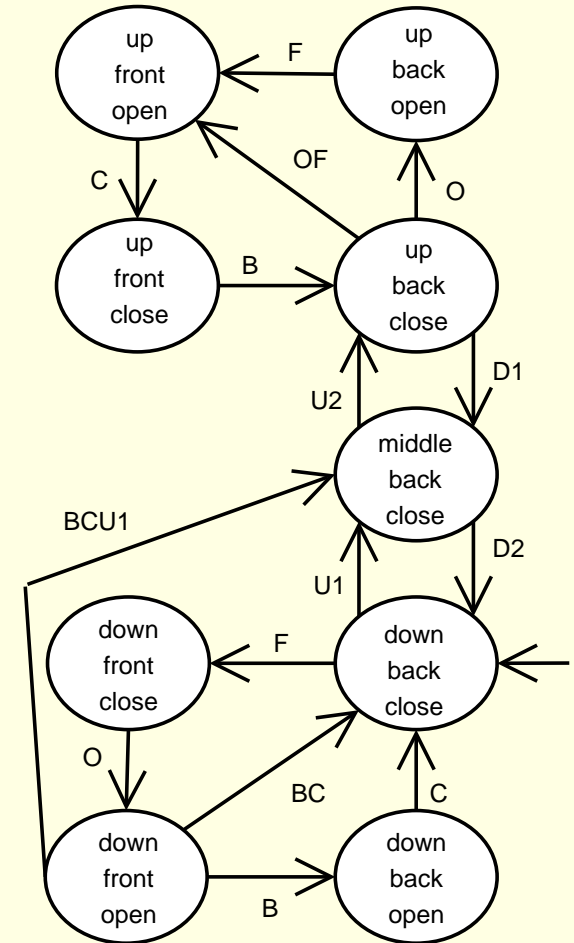 up
front
open
F
up
back
open
C
OF
O
up
front
close
B
up
back
close
U2
D1
middle
back
close
BCU1
U1
D2
down
front
close
F
down
back
close
O
BC
C
down
front
open
B
down
back
open